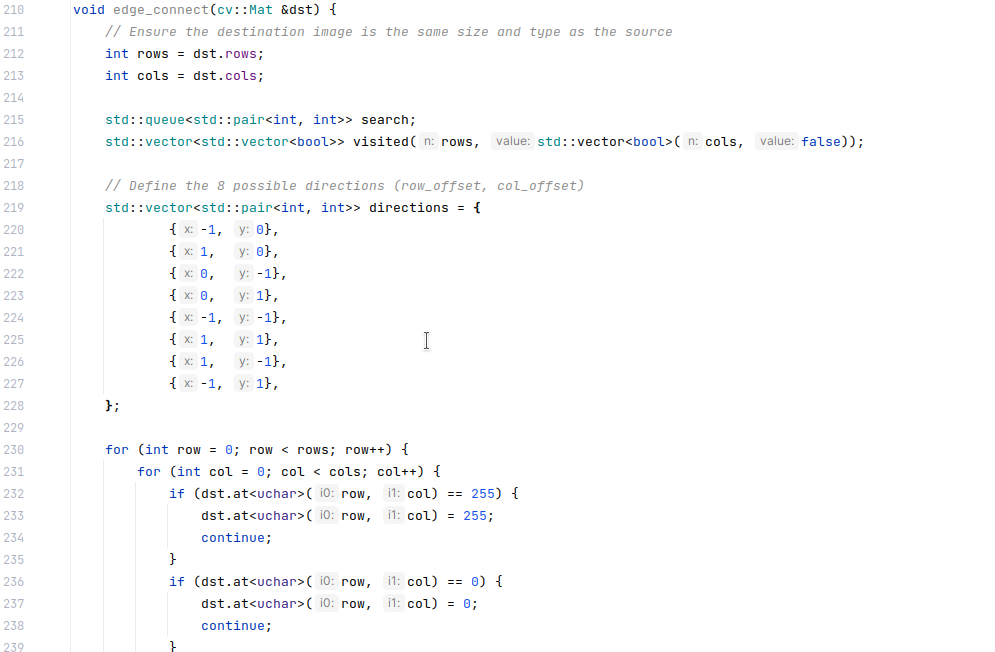 210 void edge_connect(cv::Mat &dst) {
211 // Ensure the destination image is the same size and type as the source
212 int rows = dst.rows;
213 int cols = dst.cols;
214
215 std::queue<std::pair<int, int>> search;
216 std::vector<std::vector<bool>> visited( n: rows, value: std::vector<bool>( n: cols, value: false));
217
218 // Define the 8 possible directions (row_offset, col_offset)
219 std::vector<std::pair<int, int>> directions = {
220 { x: -1, y: 0},
221 { x: 1, y: 0},
222 { x: 0, y: -1},
223 { x: 0, y: 1},
224 { x: -1, y: -1},
225 { x: 1, y: 1},
226 { x: 1, y: -1},
227 { x: -1, y: 1},
228 };
229
230 for (int row = 0; row < rows; row++) {
231 for (int col = 0; col < cols; col++) {
232 if (dst.at<uchar>( i0: row, i1: col) == 255) {
233 dst.at<uchar>( i0: row, i1: col) = 255;
234 continue;
235 }
236 if (dst.at<uchar>( i0: row, i1: col) == 0) {
237 dst.at<uchar>( i0: row, i1: col) = 0;
238 continue;
239 }